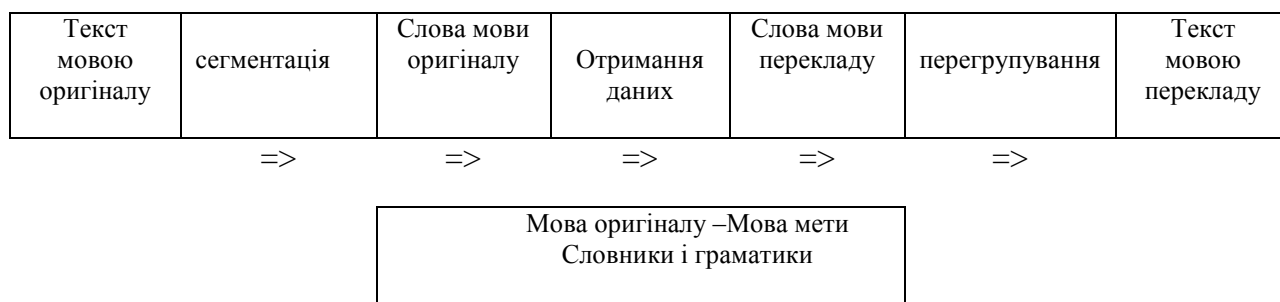 Текст
мовою
оригіналу
сегментація
Слова мови
оригіналу
Отримання
даних
Слова мови
перекладу
перегрупування
Текст
мовою
перекладу
=> => => => =>
Мова оригіналу –Мова мети
Словники і граматики